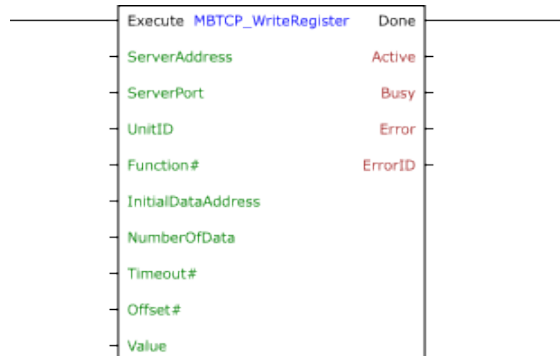 Execute MBTCP_WriteRegister Done
ServerAddress Active
ServerPort Busy
UnitID Error
Function# ErrorID
InitialDataAddress
NumberOfData
Timeout#
Offset#
Value